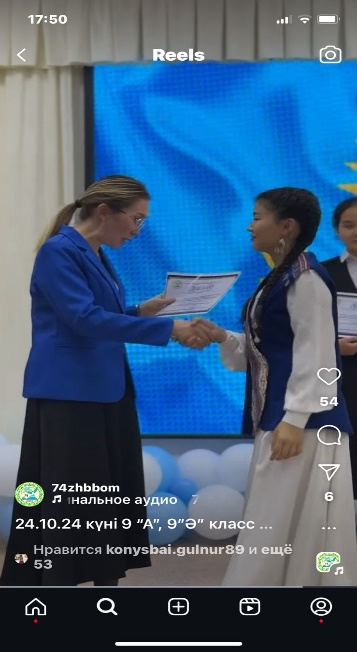 17:50
Reels
54
6
74zhbbom
нальное аудио 7
24.10.24 күні 9 “А”, 9”Ә” класс ...
Нравится konysbai.gulnur89 и ещё
53